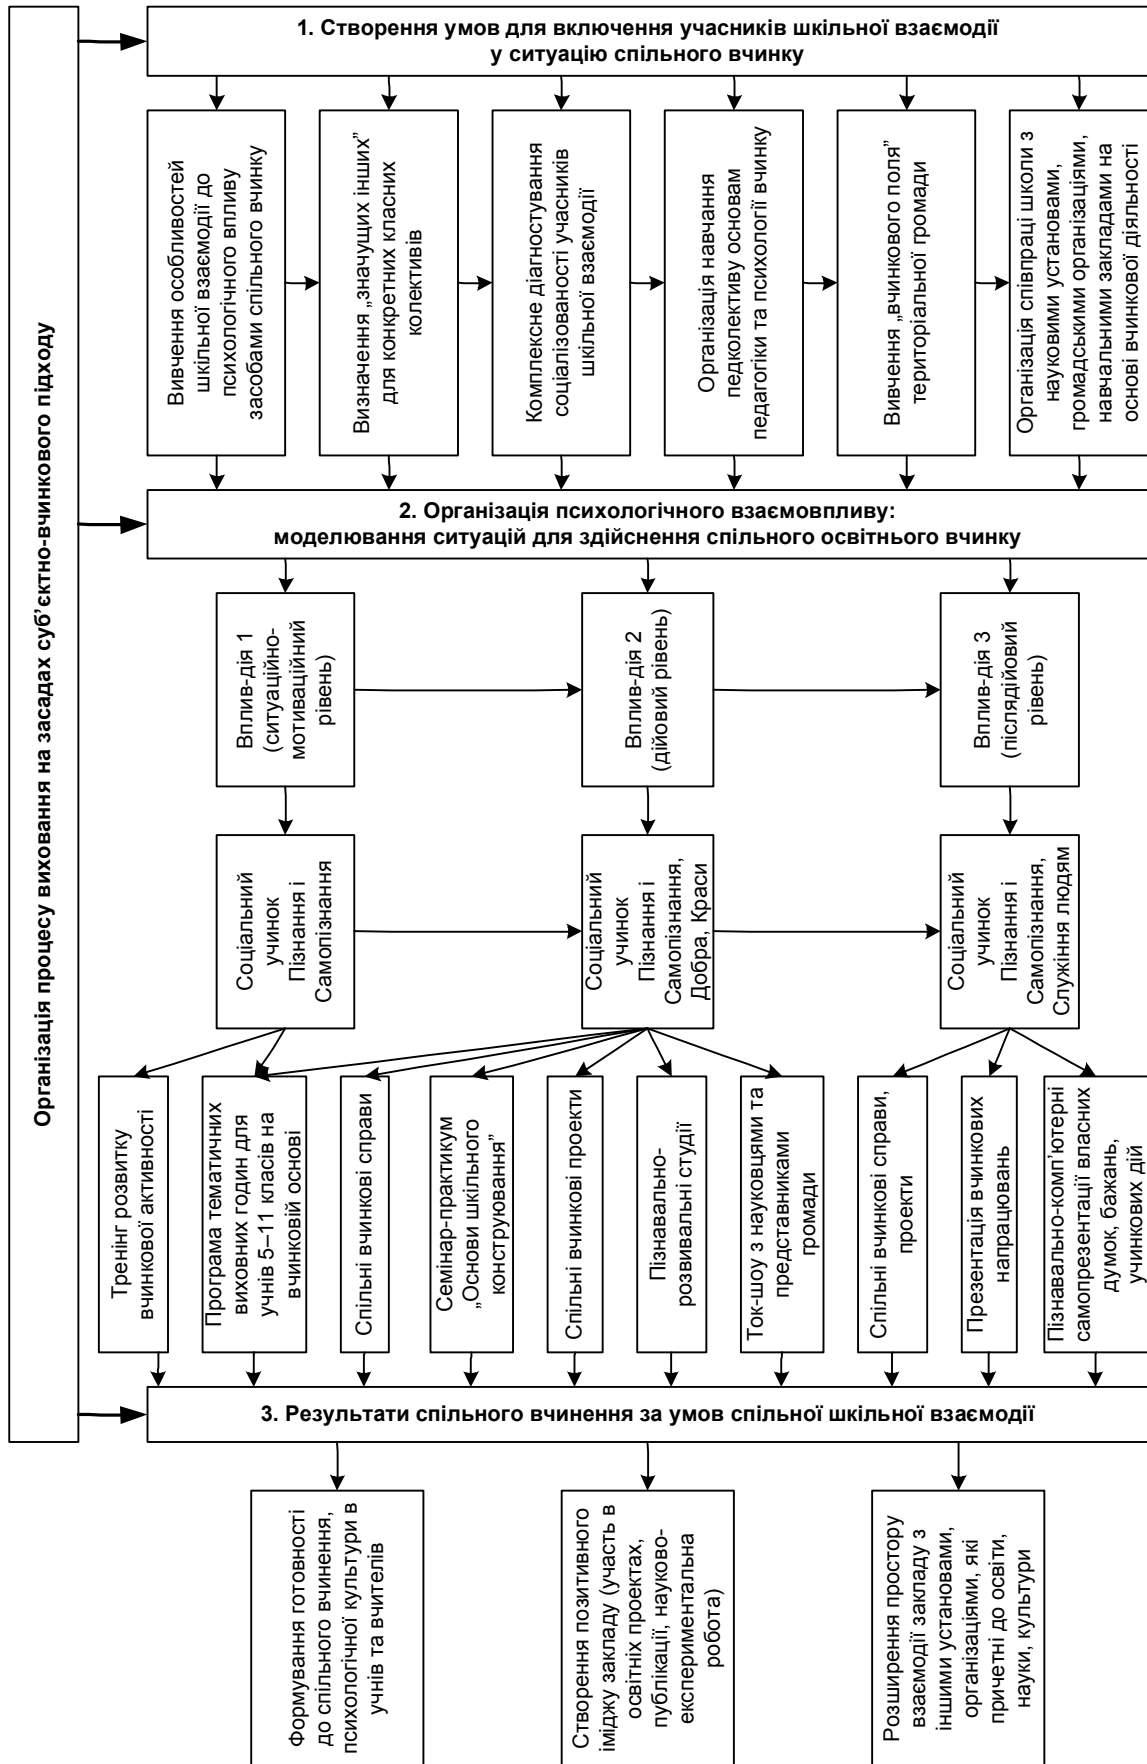 Організація процесу виховання на засадах суб’єктно-вчинкового підходу
1. Створення умов для включення учасників шкільної взаємодії
у ситуацію спільного вчинку
Вивчення особливостей
шкільної взаємодії до
психологічного впливу
засобами спільного вчинку
Визначення „значущих інших”
для конкретних класних
колективів
Комплексне діагностування
соціалізованості учасників
шкільної взаємодії
Організація навчання
педколективу основам
педагогіки та психології вчинку
Вивчення „вчинкового поля”
територіальної громади
Організація співпраці школи з
науковими установами,
громадськими організаціями,
навчальними закладами на
основі вчинкової діяльності
2. Організація психологічного взаємовпливу:
моделювання ситуацій для здійснення спільного освітнього вчинку
Вплив-дія 1
(ситуаційно-
мотиваційний
рівень)
Вплив-дія 2
(дійовий рівень)
Вплив-дія 3
(післядійовий
рівень)
Соціальний
учинок
Пізнання і
Самопізнання
Соціальний
учинок
Пізнання і
Самопізнання,
Добра, Краси
Соціальний
учинок
Пізнання і
Самопізнання,
Служіння людям
Тренінг розвитку
вчинкової активності
Програма тематичних
виховних годин для
учнів 5–11 класів на
вчинковій основі
Спільні вчинкові справи
Семінар-практикум
„Основи шкільного
конструювання”
Спільні вчинкові проекти
Пізнавально-
розвивальні студії
Ток-шоу з науковцями та
представниками
громади
Спільні вчинкові справи,
проекти
Презентація вчинкових
напрацювань
Пізнавально-комп’ютерні
самопрезентації власних
думок, бажань,
учинкових дій
3. Результати спільного вчинення за умов спільної шкільної взаємодії
Формування готовності
до спільного вчинення,
психологічної культури в
учнів та вчителів
Створення позитивного
іміджу закладу (участь в
освітніх проектах,
публікації, науково-
експериментальна
робота)
Розширення простору
взаємодії закладу з
іншими установами,
організаціями, які
причетні до освіти,
науки, культури